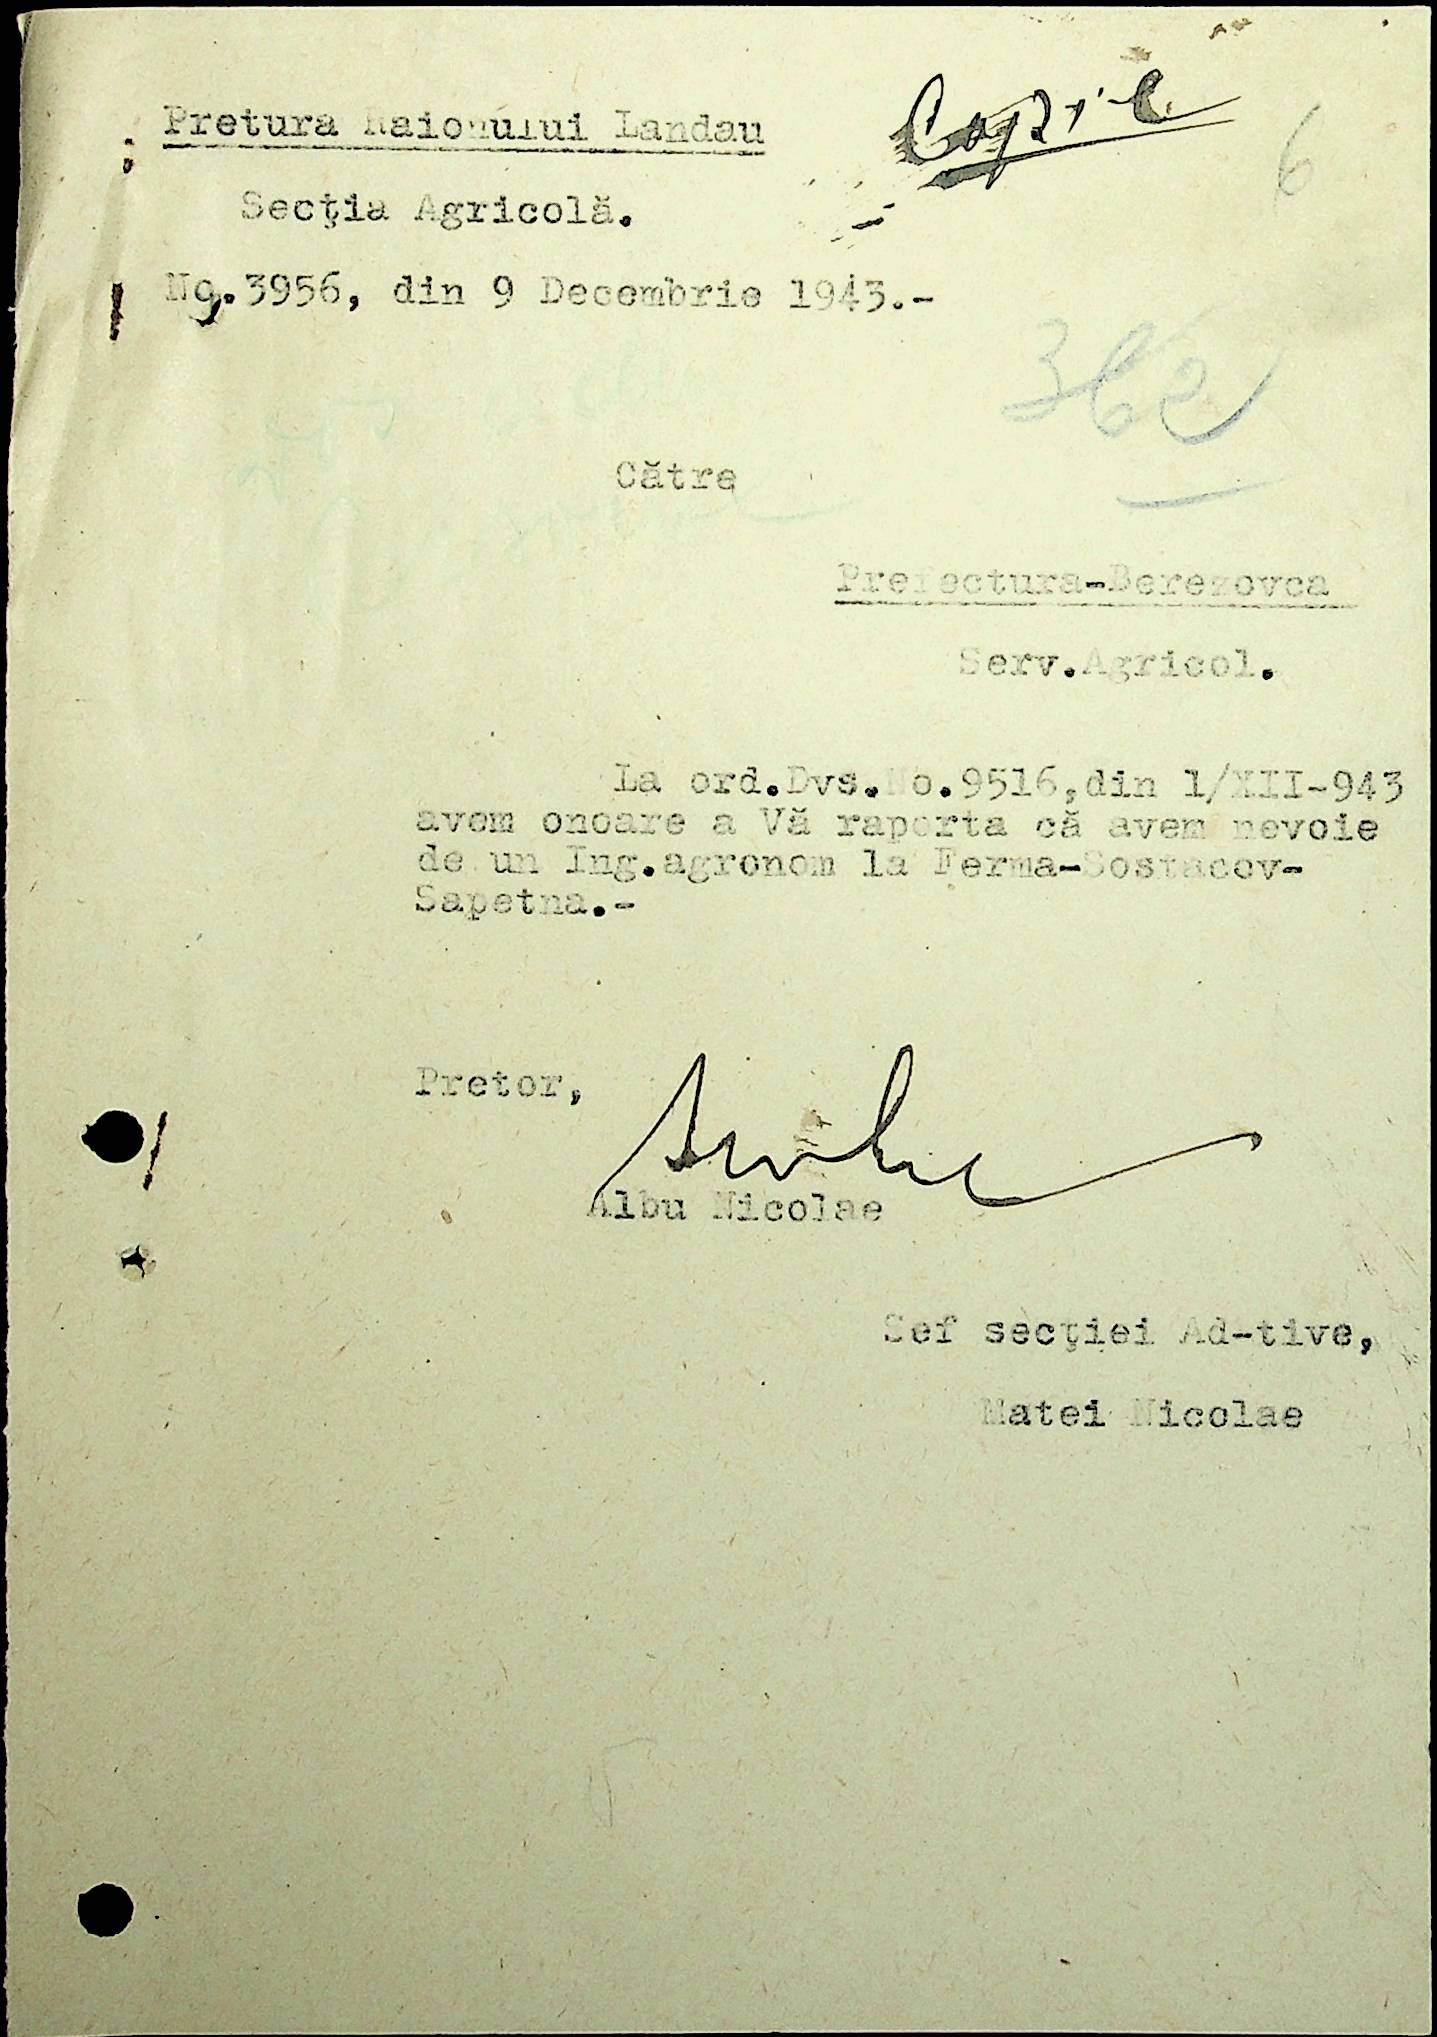 Copie
6
Pretura Raionului Landau
Secţia Agricolă.
No.3956, din 9 Decembrie 1943.-
362
Către
Prefectura-Berezovca
Serv.Agricol.
La ord.Dvs.No.9516,din 1/XII-943
avem onoare a Vă raporta că avem nevoie
de un Ing.agronom la Ferma-Sostacov-
Sapetna.-
Pretor,
Albu Nicolae
Sef secţiei Ad-tive,
Matei Nicolae